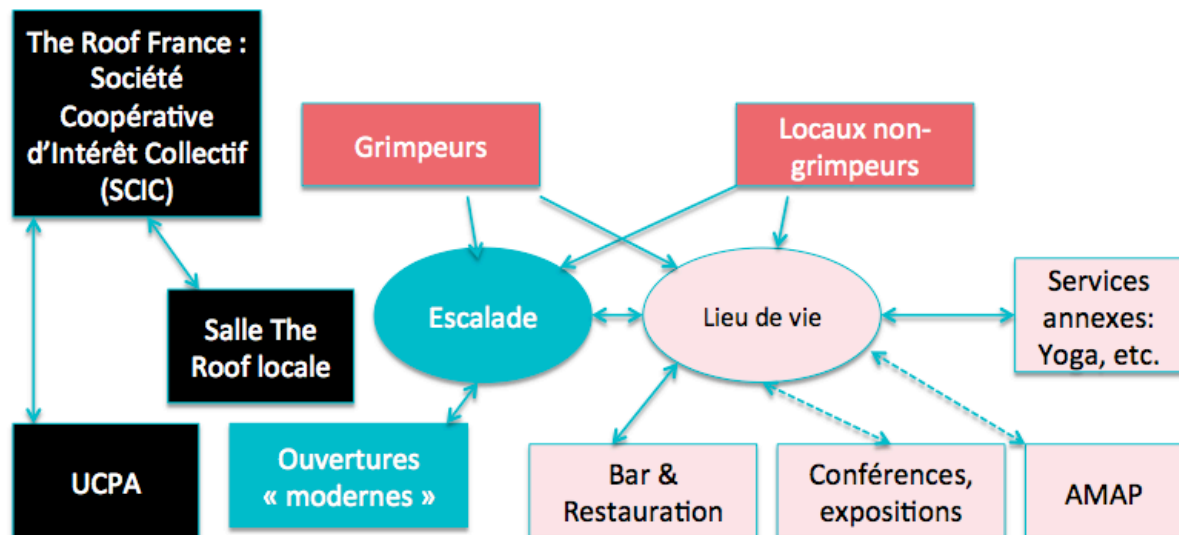 The Roof France :
Société
Coopérative
d'Intérêt Collectif
(SCIC)
Grimpeurs
Locaux non-
grimpeurs
Escalade
Lieu de vie
Services
annexes:
Yoga, etc.
Salle The
Roof locale
UCPA
Ouvertures
« modernes »
Bar &
Restauration
Conférences,
expositions
AMAP